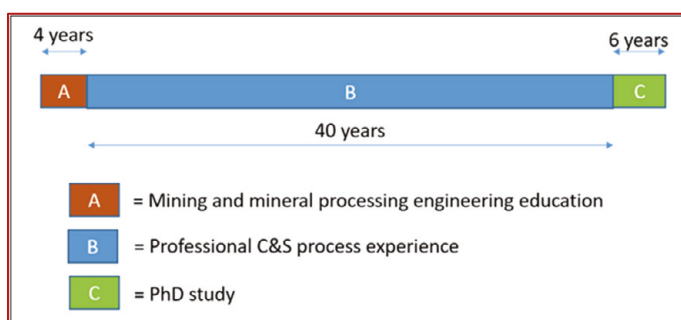 4 years
6 years
A
B
C
40 years
A = Mining and mineral processing engineering education
B = Professional C&S process experience
C = PhD study